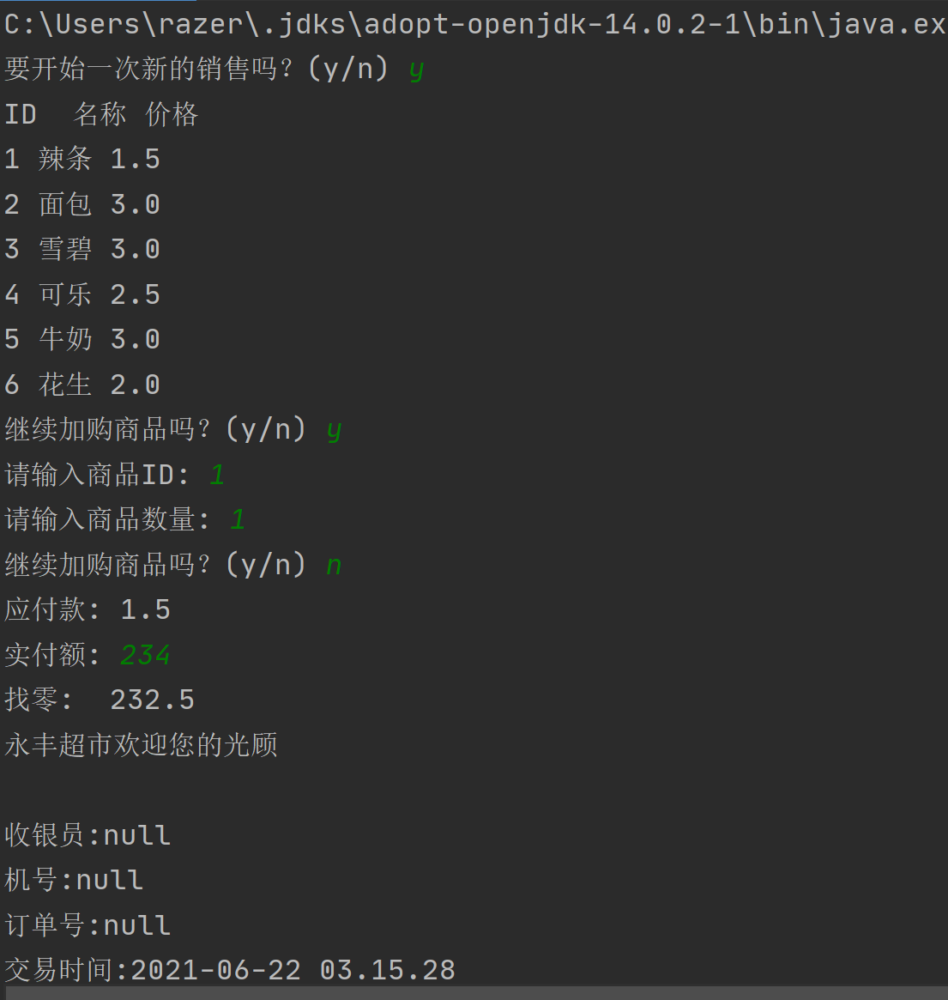 C:\Users\razer\.jdks\adopt-openjdk-14.0.2-1\bin\java.ex
要开始一次新的销售吗？(y/n) y
ID  名称 价格
1 辣条 1.5
2 面包 3.0
3 雪碧 3.0
4 可乐 2.5
5 牛奶 3.0
6 花生 2.0
继续加购商品吗？(y/n) y
请输入商品ID: 1
请输入商品数量: 1
继续加购商品吗？(y/n) n
应付款: 1.5
实付额: 234
找零:  232.5
永丰超市欢迎您的光顾
收银员:null
机号:null
订单号:null
交易时间:2021-06-22 03.15.28